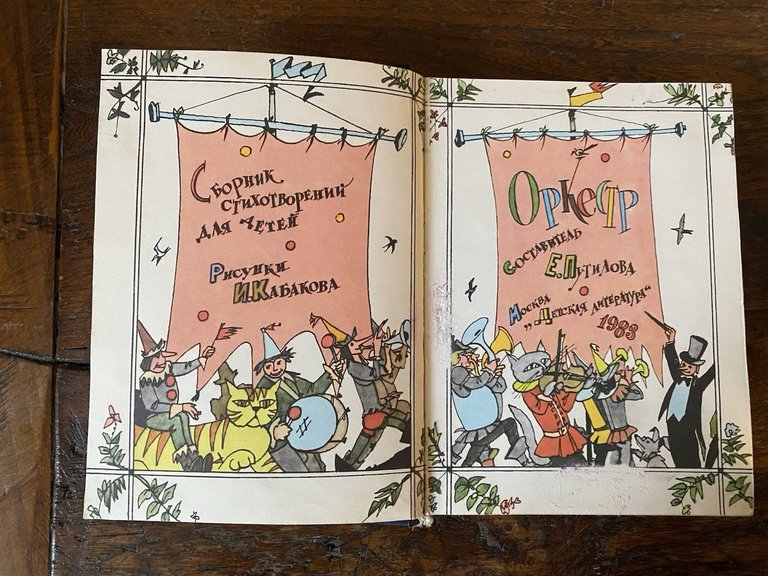 Сборник
стихотворений
для детей
Рисунки
И. Кабакова
Оркестр
Составитель
Е. Путилова
Москва
„Детская литература“
1983